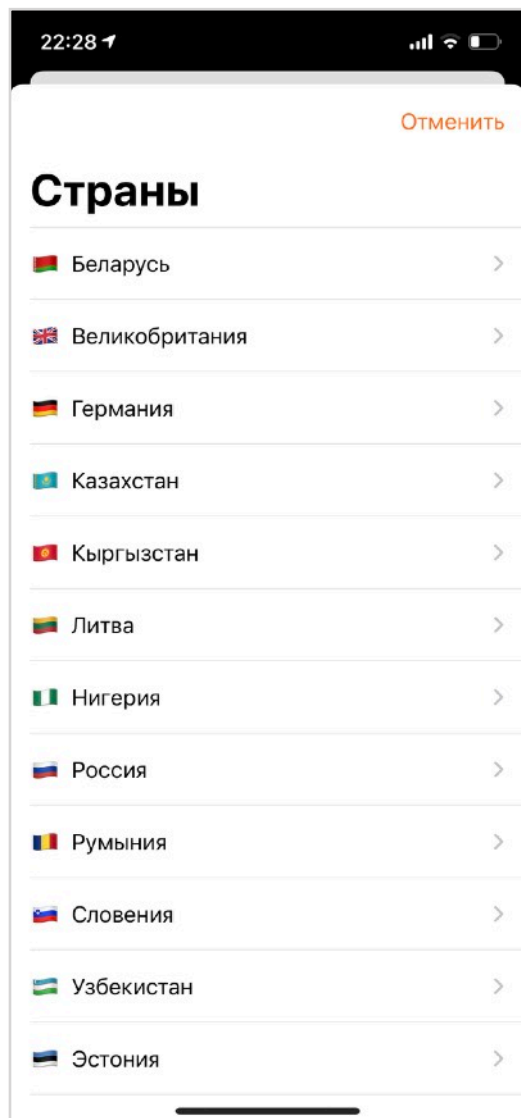 22:28
Отменить
Страны
Беларусь
Великобритания
Германия
Казахстан
Кыргызстан
Литва
Нигерия
Россия
Румыния
Словения
Узбекистан
Эстония